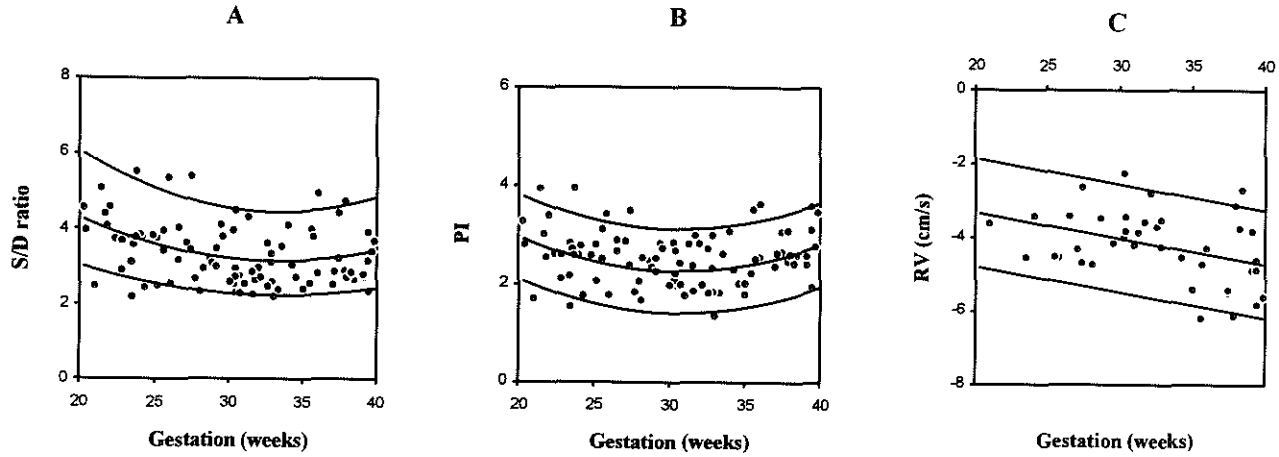 A
8
6
4
2
0
S/D ratio
20 25 30 35 40
Gestation (weeks)
B
6
4
2
0
PI
20 25 30 35 40
Gestation (weeks)
C
20 25 30 35 40
0
-2
-4
-6
-8
RV (cm/s)
Gestation (weeks)